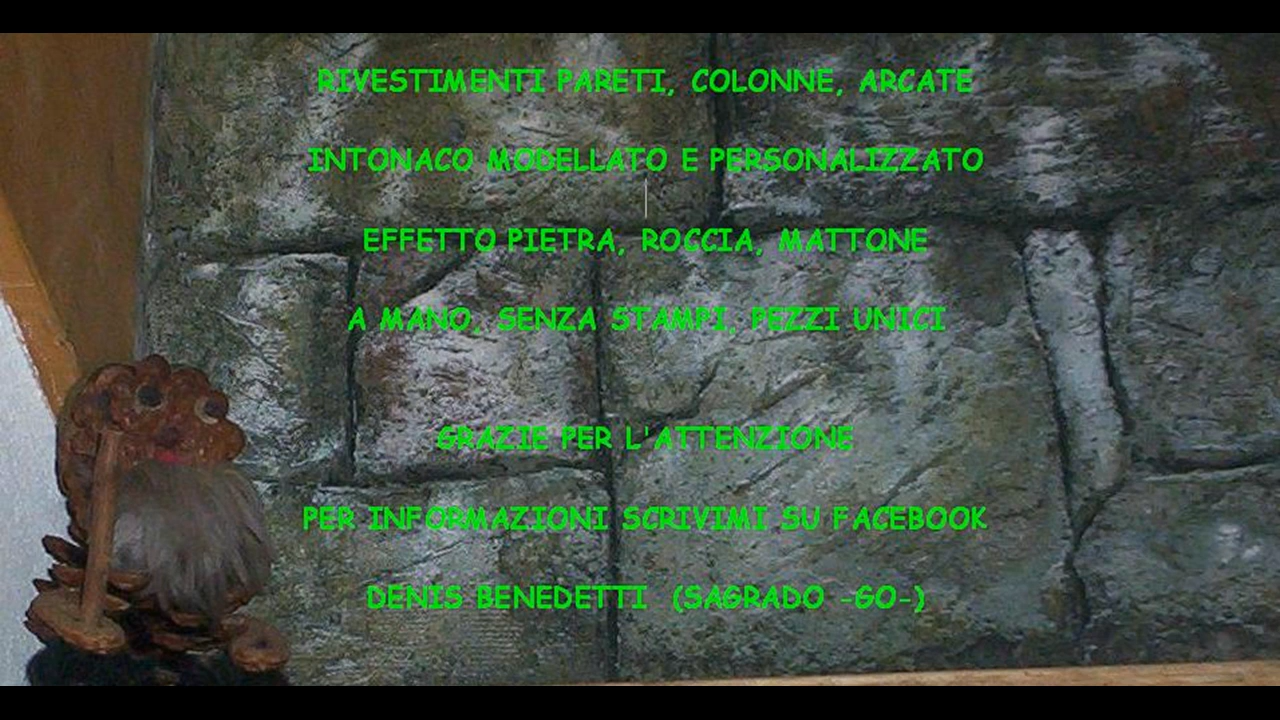 RIVESTIMENTI PARETI, COLONNE, ARCATE
INTONACO MODELLATO E PERSONALIZZATO
EFFETTO PIETRA, ROCCIA, MATTONE
A MANO, SENZA STAMPI, PEZZI UNICI
GRAZIE PER L'ATTENZIONE
PER INFORMAZIONI SCRIVIMI SU FACEBOOK
DENIS BENEDETTI (SAGRADO -GO-)